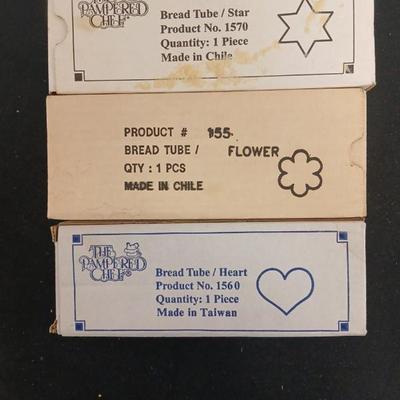 THE
PAMPERED
CHEF
Bread Tube / Star
Product No. 1570
Quantity: 1 Piece
Made in Chile
PRODUCT # 155
BREAD TUBE / FLOWER
QTY : 1 PCS
MADE IN CHILE
THE
PAMPERED
CHEF®
Bread Tube / Heart
Product No. 1560
Quantity: 1 Piece
Made in Taiwan